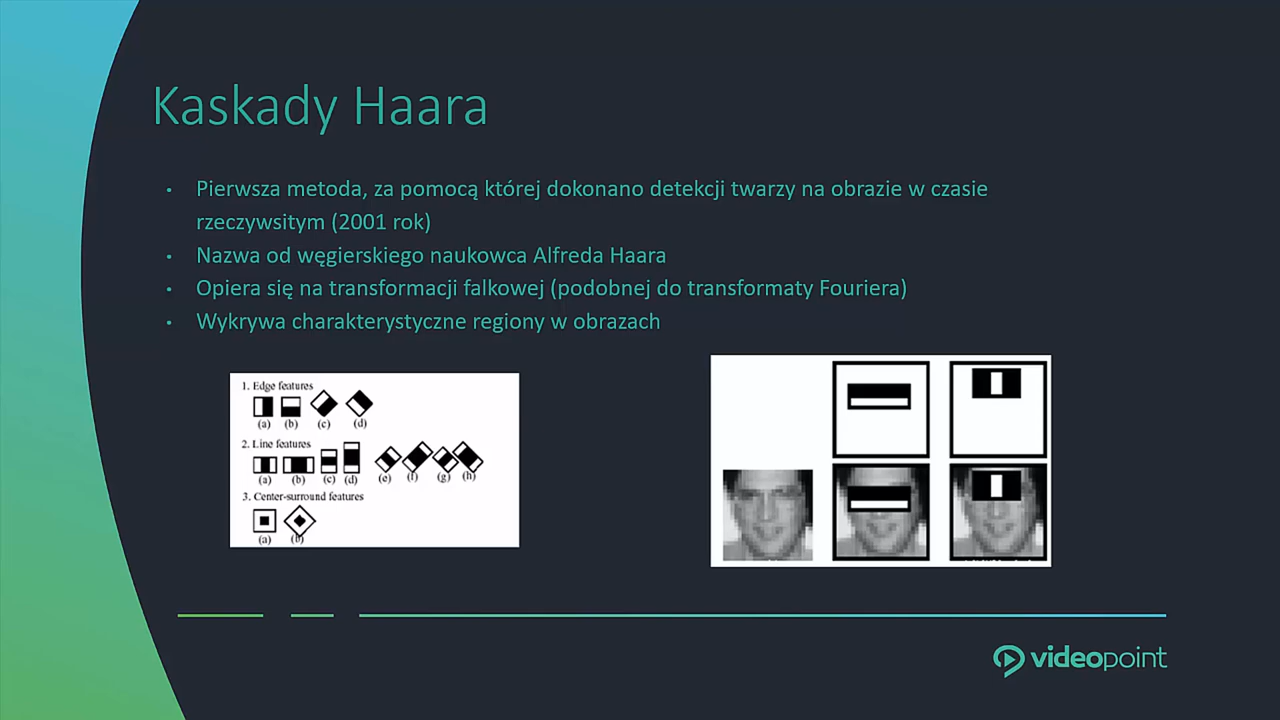 Kaskady Haara
• Pierwsza metoda, za pomocą której dokonano detekcji twarzy na obrazie w czasie
rzeczywsitym (2001 rok)
• Nazwa od węgierskiego naukowca Alfreda Haara
• Opiera się na transformacji falkowej (podobnej do transformaty Fouriera)
• Wykrywa charakterystyczne regiony w obrazach
1. Edge features
(a) (b) (c) (d)
2. Line features
(a) (b) (c) (d) (e) (f) (g) (h)
3. Center-surround features
(a) (b)
videopoint